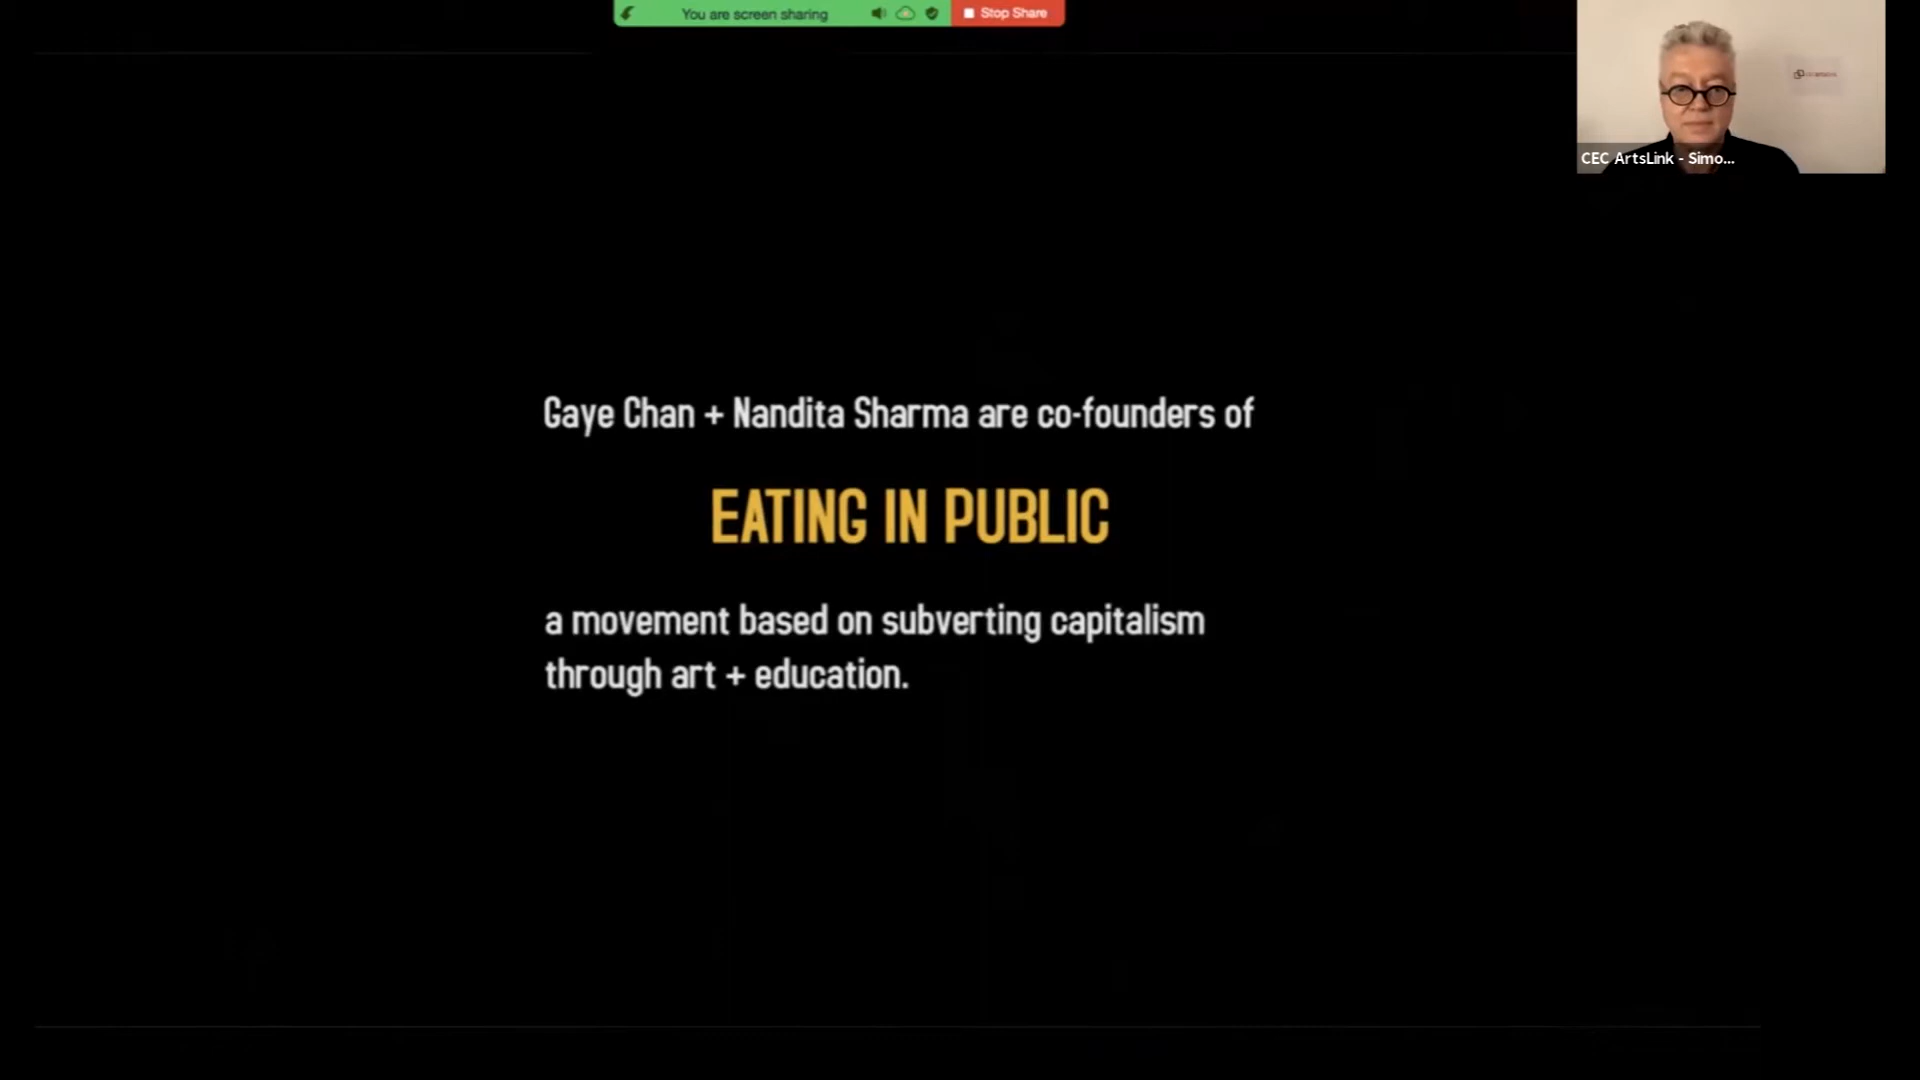 You are screen sharing
Stop Share
CEC ArtsLink - Simo...
Gaye Chan + Nandita Sharma are co-founders of
EATING IN PUBLIC
a movement based on subverting capitalism
through art + education.